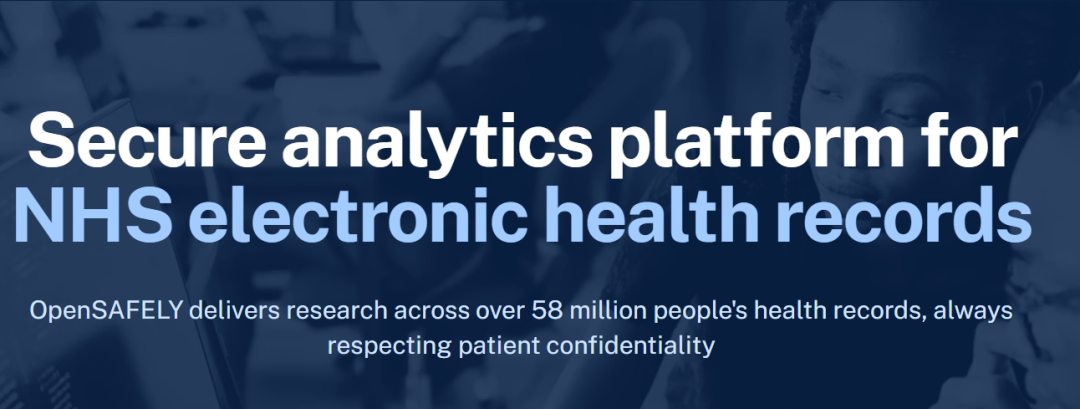 Secure analytics platform for
NHS electronic health records
OpenSAFELY delivers research across over 58 million people's health records, always
respecting patient confidentiality